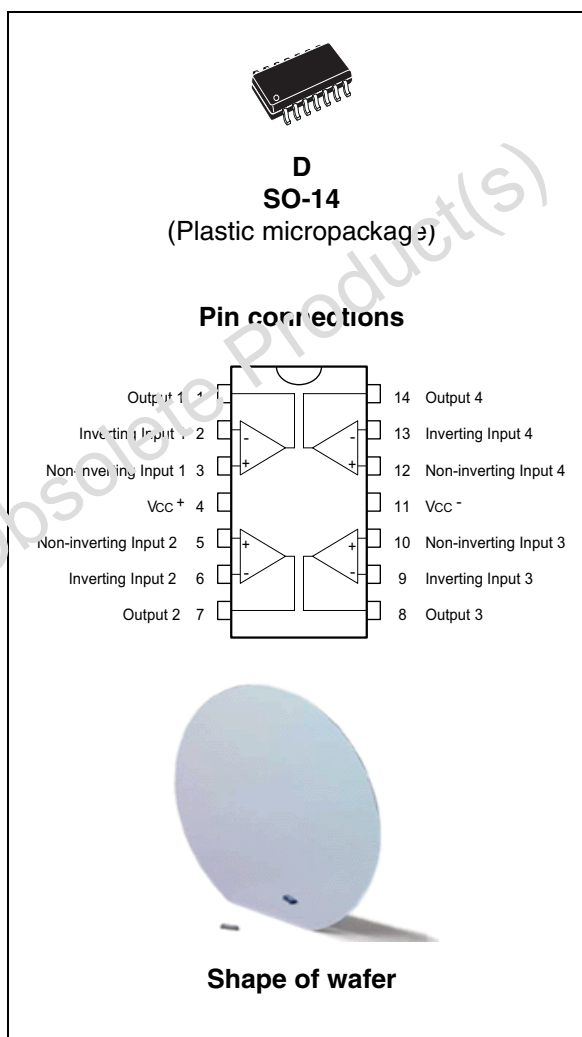 D
SO-14
(Plastic micropackage)
Obsolete Product(s)
Pin connections
Output 1 1
Inverting Input 1 2
Non-inverting Input 1 3
Vcc + 4
Non-inverting Input 2 5
Inverting Input 2 6
Output 2 7
14 Output 4
13 Inverting Input 4
12 Non-inverting Input 4
11 Vcc -
10 Non-inverting Input 3
9 Inverting Input 3
8 Output 3
-
+
+
-
-
+
+
-
Shape of wafer